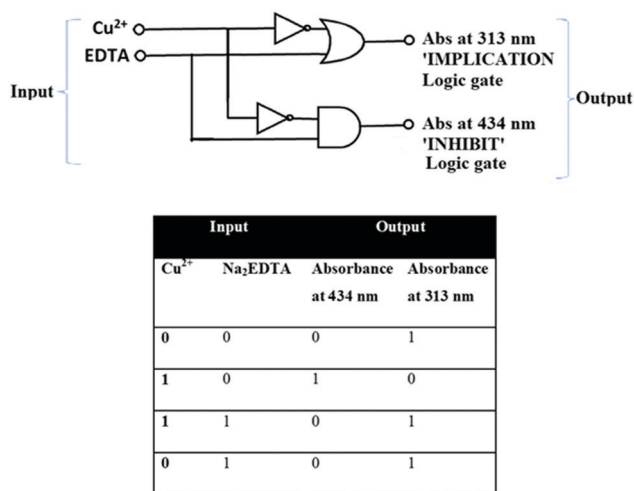 Cu²⁺
EDTA
Input
Abs at 313 nm
'IMPLICATION
Logic gate
Abs at 434 nm
'INHIBIT'
Logic gate
Output
Input Output
Cu²⁺ Na₂EDTA Absorbance at 434 nm Absorbance at 313 nm
0 0 0 1
1 0 1 0
1 1 0 1
0 1 0 1